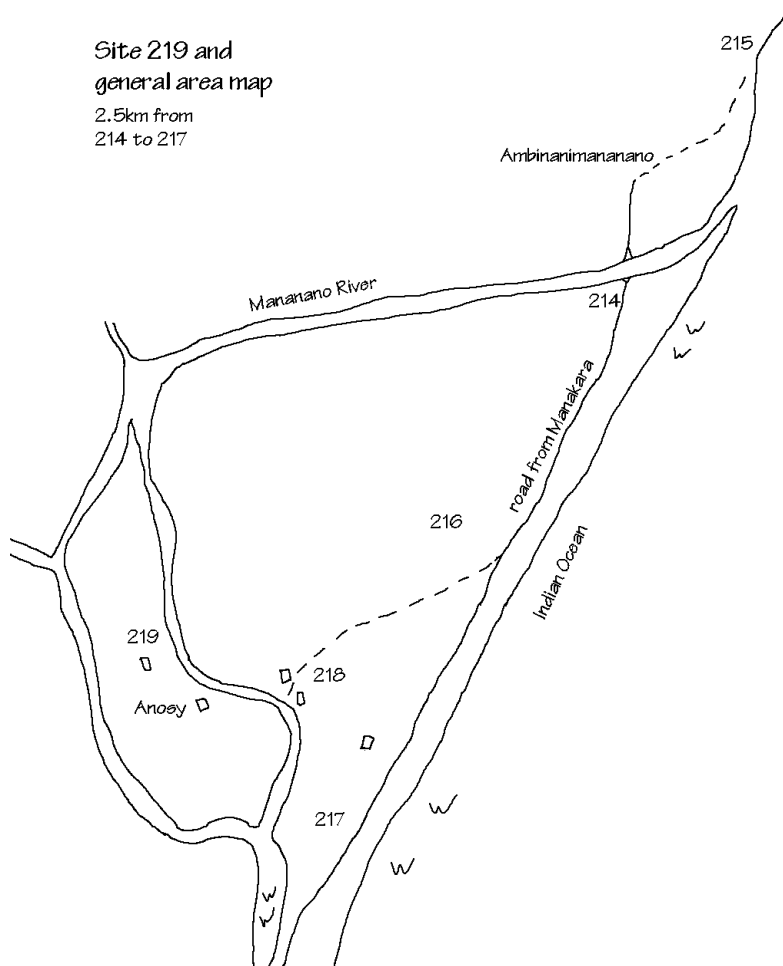 Site 219 and
general area map
2.5km from
214 to 217
215
Ambinanimananano
Mananano River
214
road from Manakara
216
Indian Ocean
219
218
Anosy
217